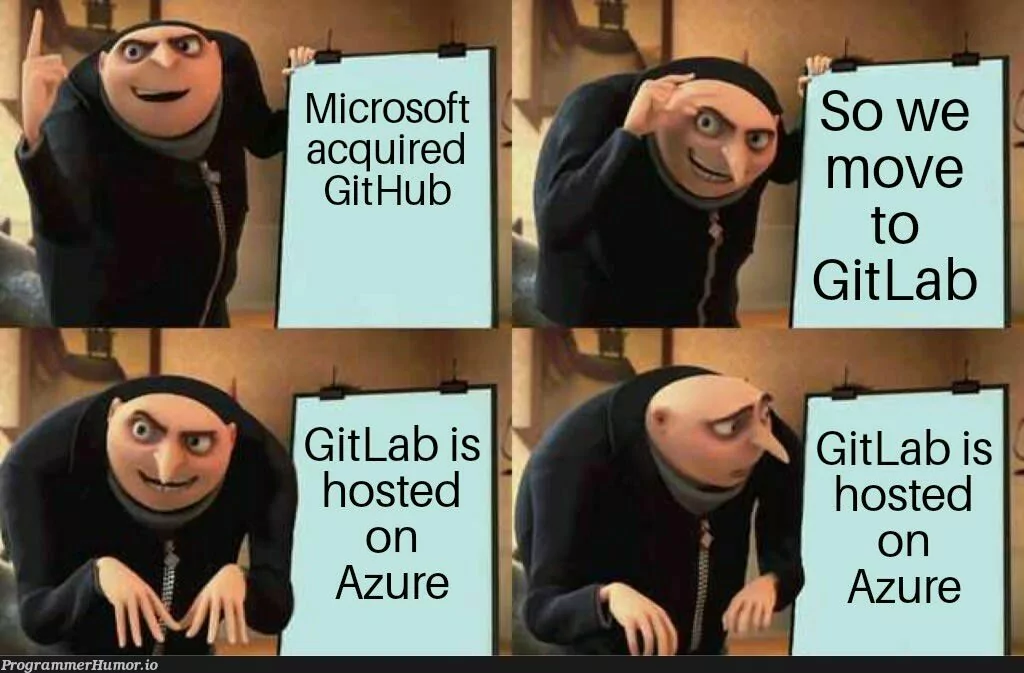 Microsoft
acquired
GitHub
So we
move
to
GitLab
GitLab is
hosted
on
Azure
GitLab is
hosted
on
Azure
ProgrammerHumor.io